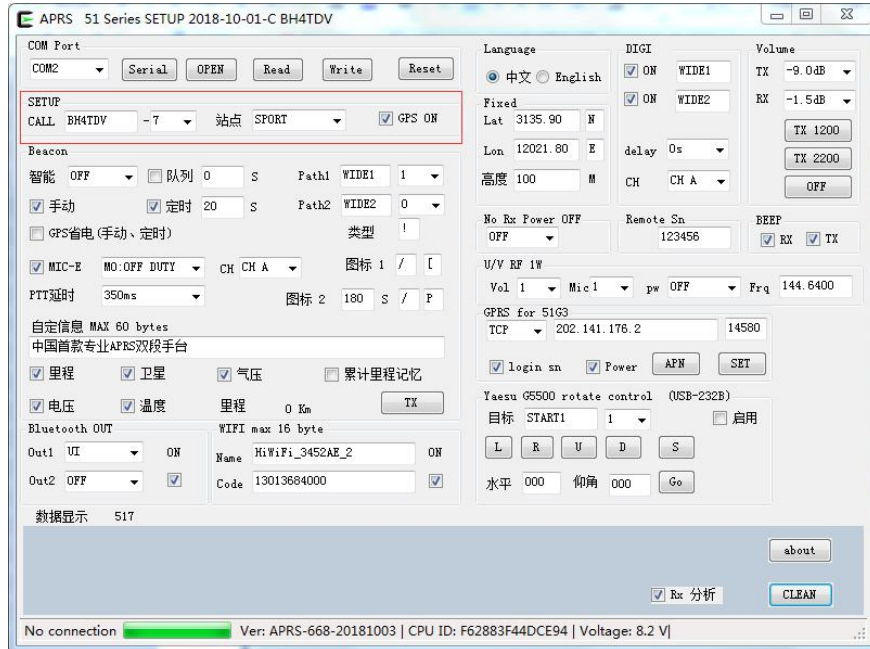 APRS 51 Series SETUP 2018-10-01-C BH4TDV
COM Port
COM2 Serial OPEN Read Write Reset
SETUP
CALL BH4TDV -7 站点 SPORT GPS ON
Beacon
智能 OFF 队列 0 S Path1 WIDE1 1
手动 定时 20 S Path2 WIDE2 0
GPS省电(手动、定时) 类型 !
MIC-E MO:OFF DUTY CH CH A 图标 1 / [
PTT延时 350ms 图标 2 180 S / P
自定信息 MAX 60 bytes
中国首款专业APRS双段手台
里程 卫星 气压 累计里程记忆
电压 温度 里程 0 Km TX
Bluetooth OUT
Out1 UI ON
Out2 OFF
WIFI max 16 byte
Name HiWiFi_3452AE_2 ON
Code 13013684000
Language
中文 English
Fixed
Lat 3135.90 N
Lon 12021.80 E
高度 100 M
DIGI
ON WIDE1
ON WIDE2
delay 0s
CH CH A
Volume
TX -9.0dB
RX -1.5dB
TX 1200
TX 2200
OFF
No Rx Power OFF
OFF
Remote Sn
123456
BEEP
RX TX
U/V RF 1W
Vol 1 Mic 1 pw OFF Frq 144.6400
GPRS for 51G3
TCP 202.141.176.2 14580
login sn Power APN SET
Yaesu G5500 rotate control (USB-232B)
目标 START1 1 启用
L R U D S
水平 000 仰角 000 Go
数据显示 517
about
Rx 分析 CLEAN
No connection Ver: APRS-668-20181003 | CPU ID: F62883F44DCE94 | Voltage: 8.2 V|